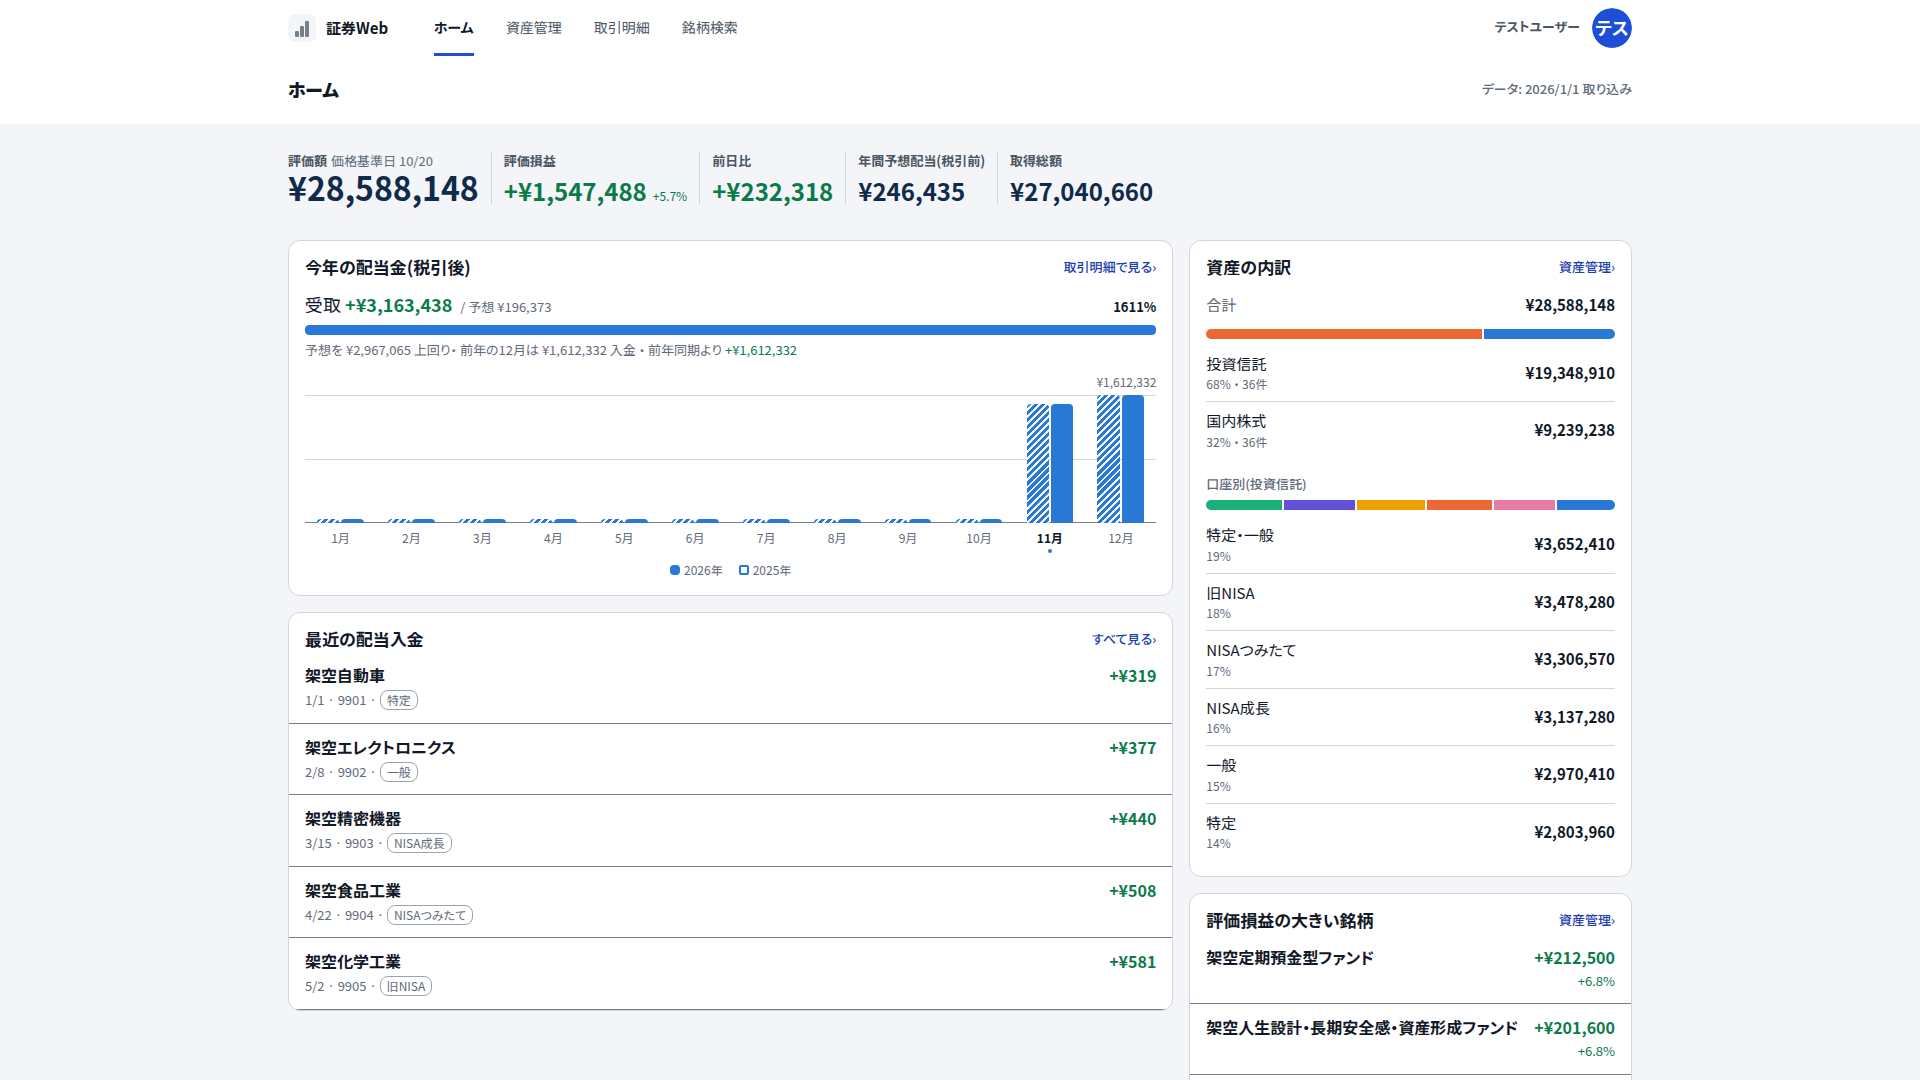 証券Web ホーム 資産管理 取引明細 銘柄検索 テストユーザー テス
ホーム データ: 2026/1/1 取り込み
評価額 価格基準日 10/20
¥28,588,148
評価損益
+¥1,547,488 +5.7%
前日比
+¥232,318
年間予想配当(税引前)
¥246,435
取得総額
¥27,040,660
今年の配当金(税引後) 取引明細で見る›
受取 +¥3,163,438 / 予想 ¥196,373 1611%
予想を ¥2,967,065 上回り・前年の12月は ¥1,612,332 入金・前年同期より +¥1,612,332
¥1,612,332
1月 2月 3月 4月 5月 6月 7月 8月 9月 10月 11月 12月
2026年 2025年
最近の配当入金 すべて見る›
架空自動車 +¥319
1/1 · 9901 · 特定
架空エレクトロニクス +¥377
2/8 · 9902 · 一般
架空精密機器 +¥440
3/15 · 9903 · NISA成長
架空食品工業 +¥508
4/22 · 9904 · NISAつみたて
架空化学工業 +¥581
5/2 · 9905 · 旧NISA
資産の内訳 資産管理›
合計 ¥28,588,148
投資信託 ¥19,348,910
68%・36件
国内株式 ¥9,239,238
32%・36件
口座別(投資信託)
特定・一般 ¥3,652,410
19%
旧NISA ¥3,478,280
18%
NISAつみたて ¥3,306,570
17%
NISA成長 ¥3,137,280
16%
一般 ¥2,970,410
15%
特定 ¥2,803,960
14%
評価損益の大きい銘柄 資産管理›
架空定期預金型ファンド +¥212,500
+6.8%
架空人生設計・長期安全感・資産形成ファンド +¥201,600
+6.8%